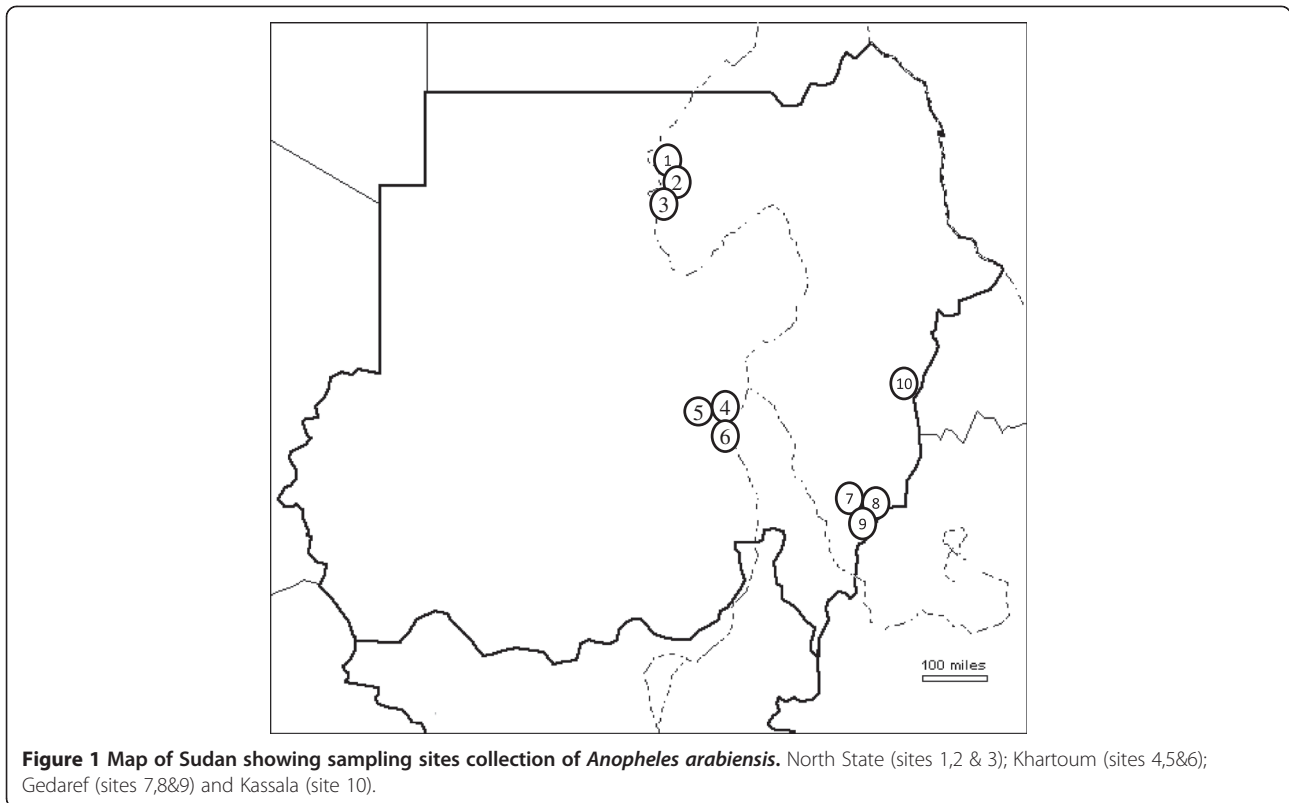 1
2
3
10
5 4
6
7 8
9
100 miles
Figure 1 Map of Sudan showing sampling sites collection of Anopheles arabiensis. North State (sites 1,2 & 3); Khartoum (sites 4,5&6);
Gedaref (sites 7,8&9) and Kassala (site 10).